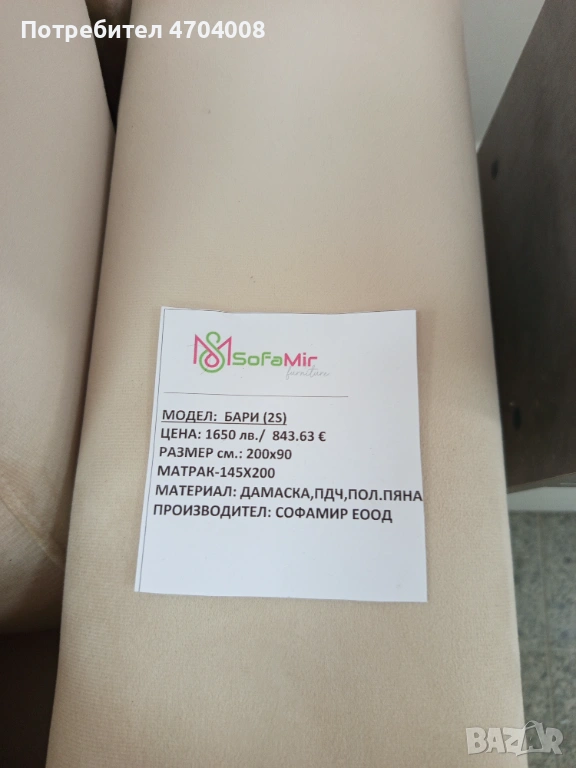 Потребител 4704008
SofaMir
furniture
МОДЕЛ: БАРИ (2S)
ЦЕНА: 1650 лв./ 843.63 €
РАЗМЕР см.: 200х90
МАТРАК-145Х200
МАТЕРИАЛ: ДАМАСКА,ПДЧ,ПОЛ.ПЯНА
ПРОИЗВОДИТЕЛ: СОФАМИР ЕООД
BAZAR